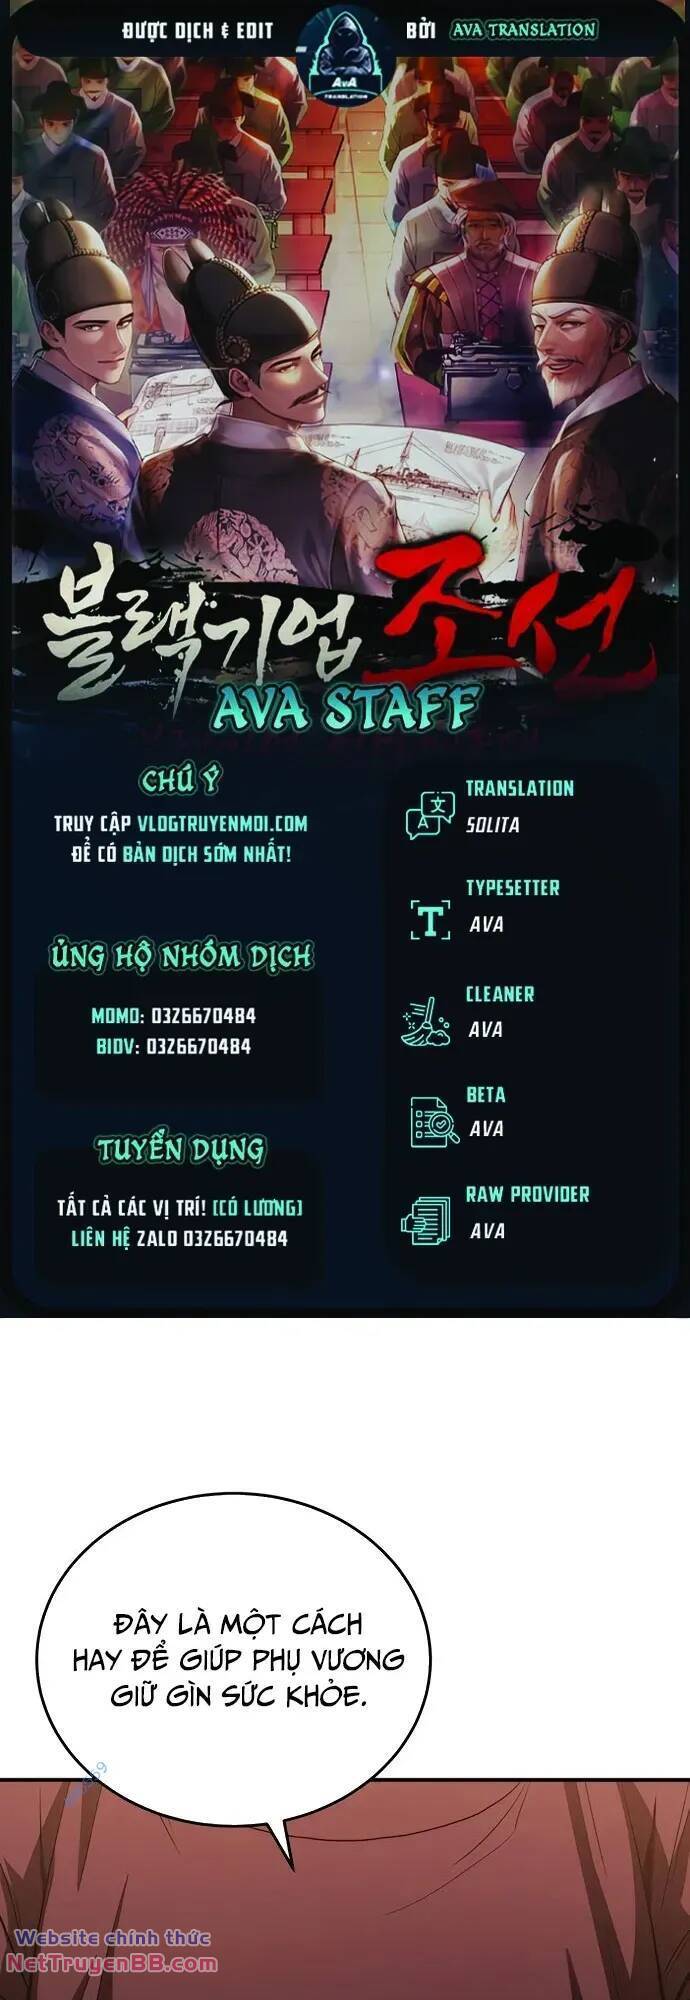 ĐƯỢC DỊCH & EDIT
BỞI AVA TRANSLATION
AVA
TRANSLATION
블랙기업 조선
AVA STAFF
CHÚ Ý
TRUY CẬP VLOGTRUYENMOI.COM
ĐỂ CÓ BẢN DỊCH SỚM NHẤT!
ỦNG HỘ NHÓM DỊCH
MOMO: 0326670484
BIDV: 0326670484
TUYỂN DỤNG
TẤT CẢ CÁC VỊ TRÍ! (CÓ LƯƠNG)
LIÊN HỆ ZALO 0326670484
TRANSLATION
SOLITA
TYPESETTER
AVA
CLEANER
AVA
BETA
AVA
RAW PROVIDER
AVA
ĐÂY LÀ MỘT CÁCH
HAY ĐỂ GIÚP PHỤ VƯƠNG
GIỮ GÌN SỨC KHỎE.
Website chính thức
NetTruyenBB.com